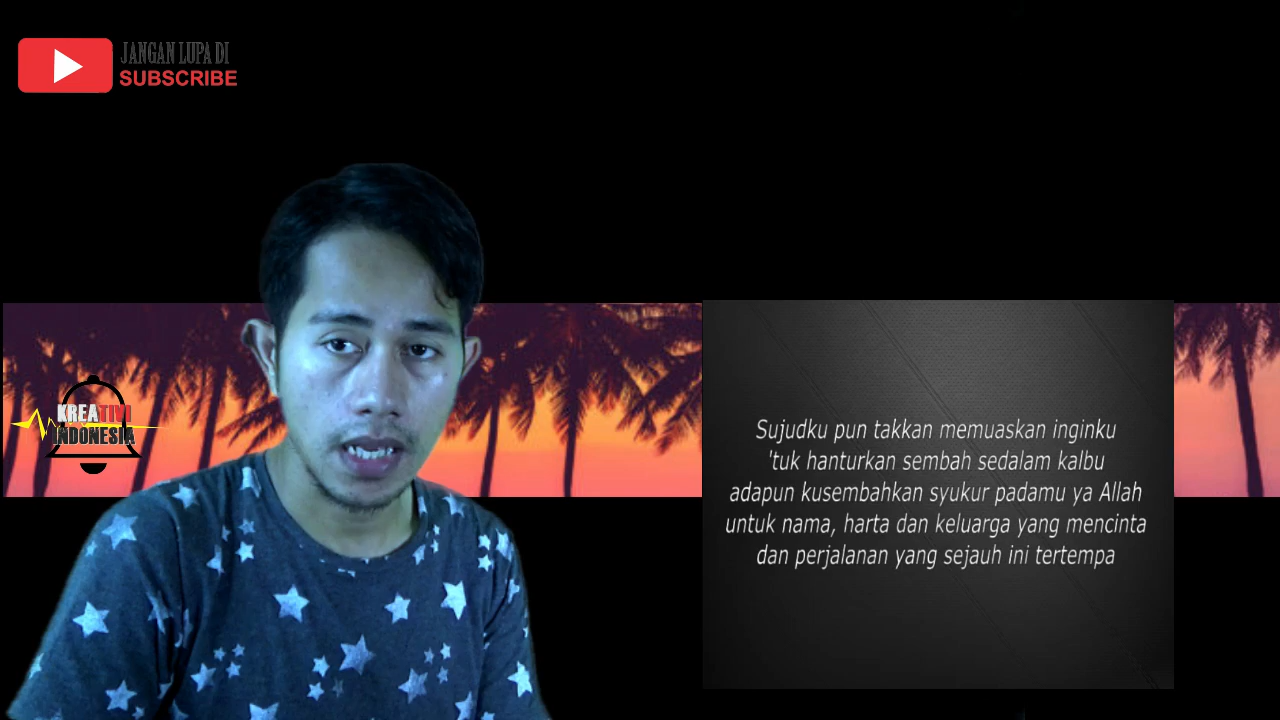 JANGAN LUPA DI
SUBSCRIBE
KREATIVI
INDONESIA
Sujudku pun takkan memuaskan inginku
'tuk hanturkan sembah sedalam kalbu
adapun kusembahkan syukur padamu ya Allah
untuk nama, harta dan keluarga yang mencinta
dan perjalanan yang sejauh ini tertempa